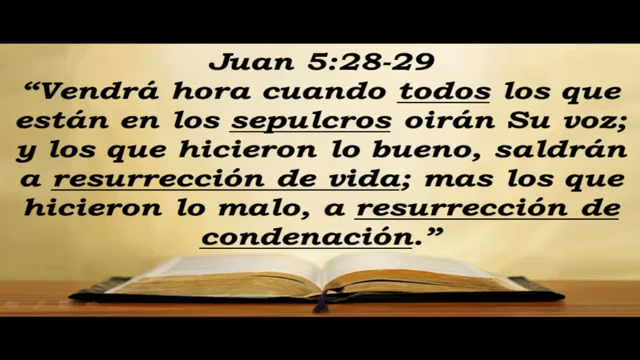 Juan 5:28-29
“Vendrá hora cuando todos los que
están en los sepulcros oirán Su voz;
y los que hicieron lo bueno, saldrán
a resurrección de vida; mas los que
hicieron lo malo, a resurrección de
condenación.”